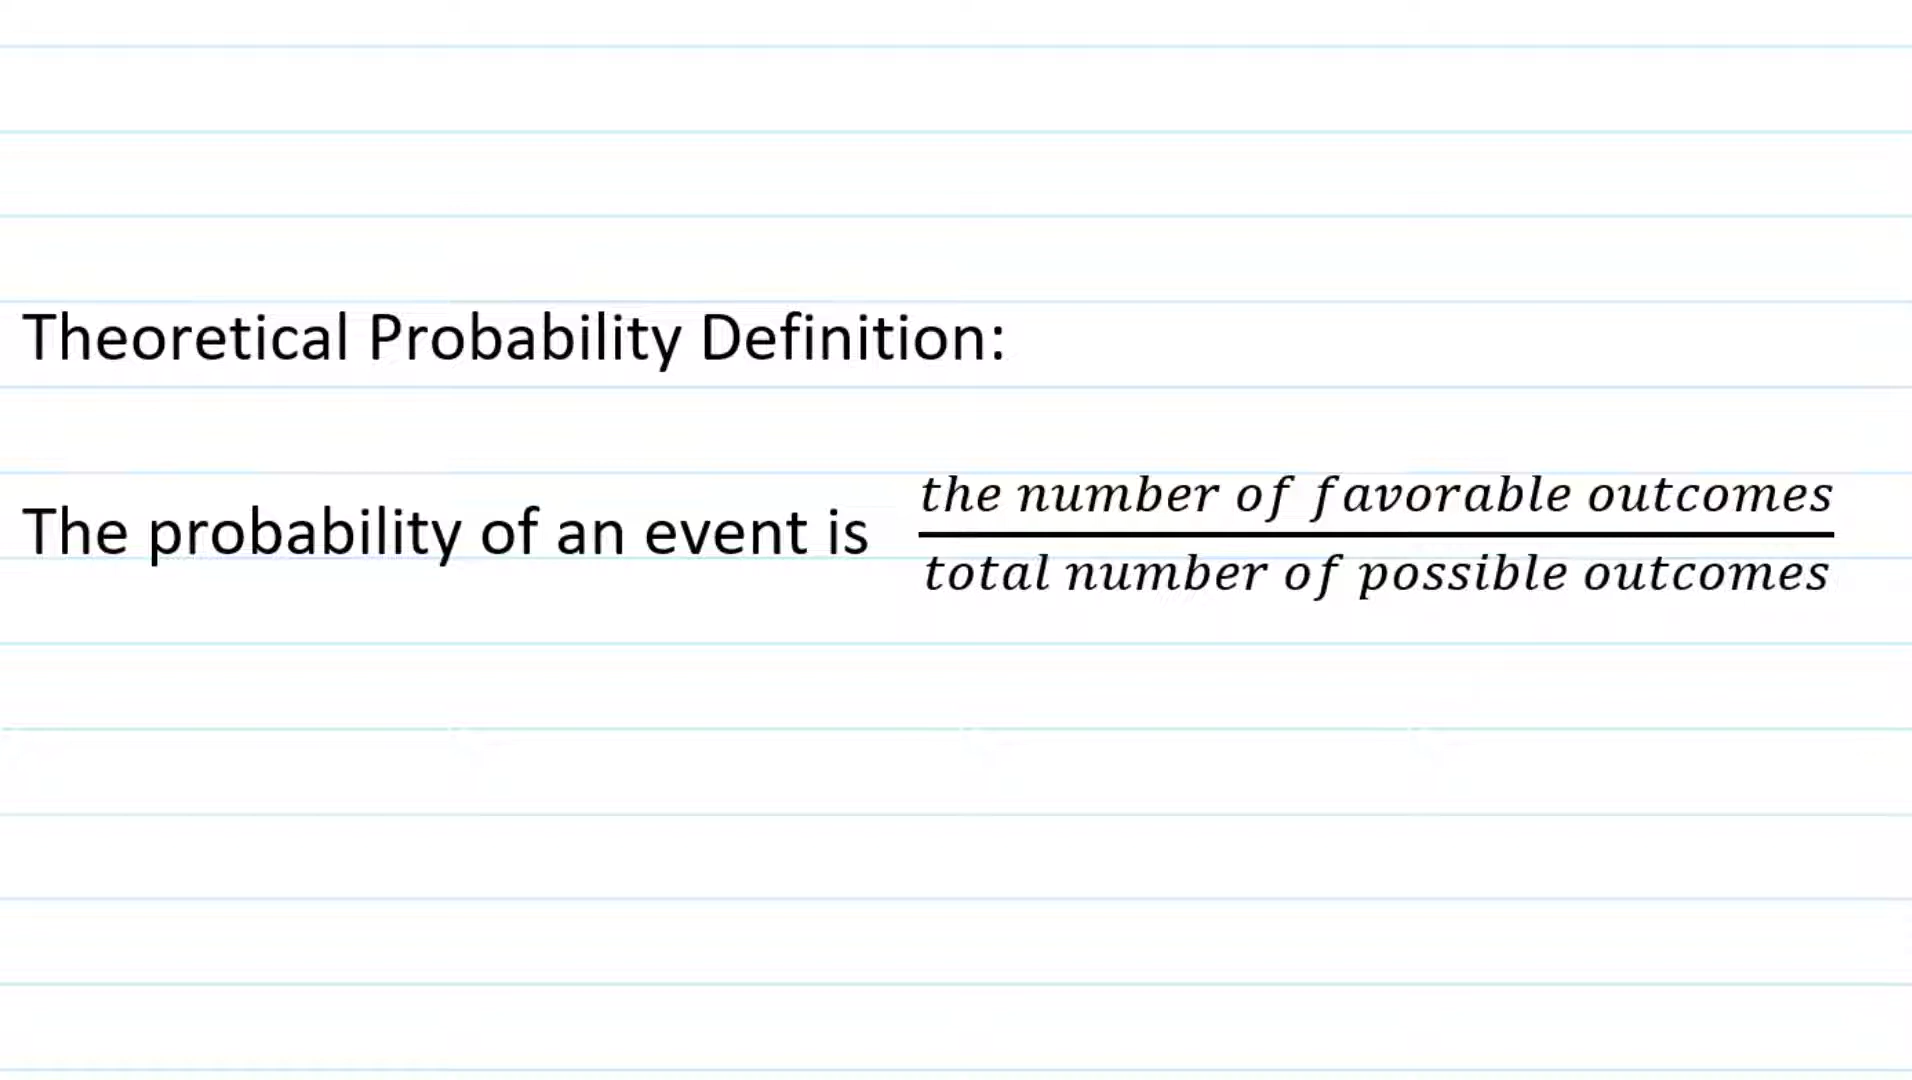 Theoretical Probability Definition:
The probability of an event is the number of favorable outcomes
total number of possible outcomes